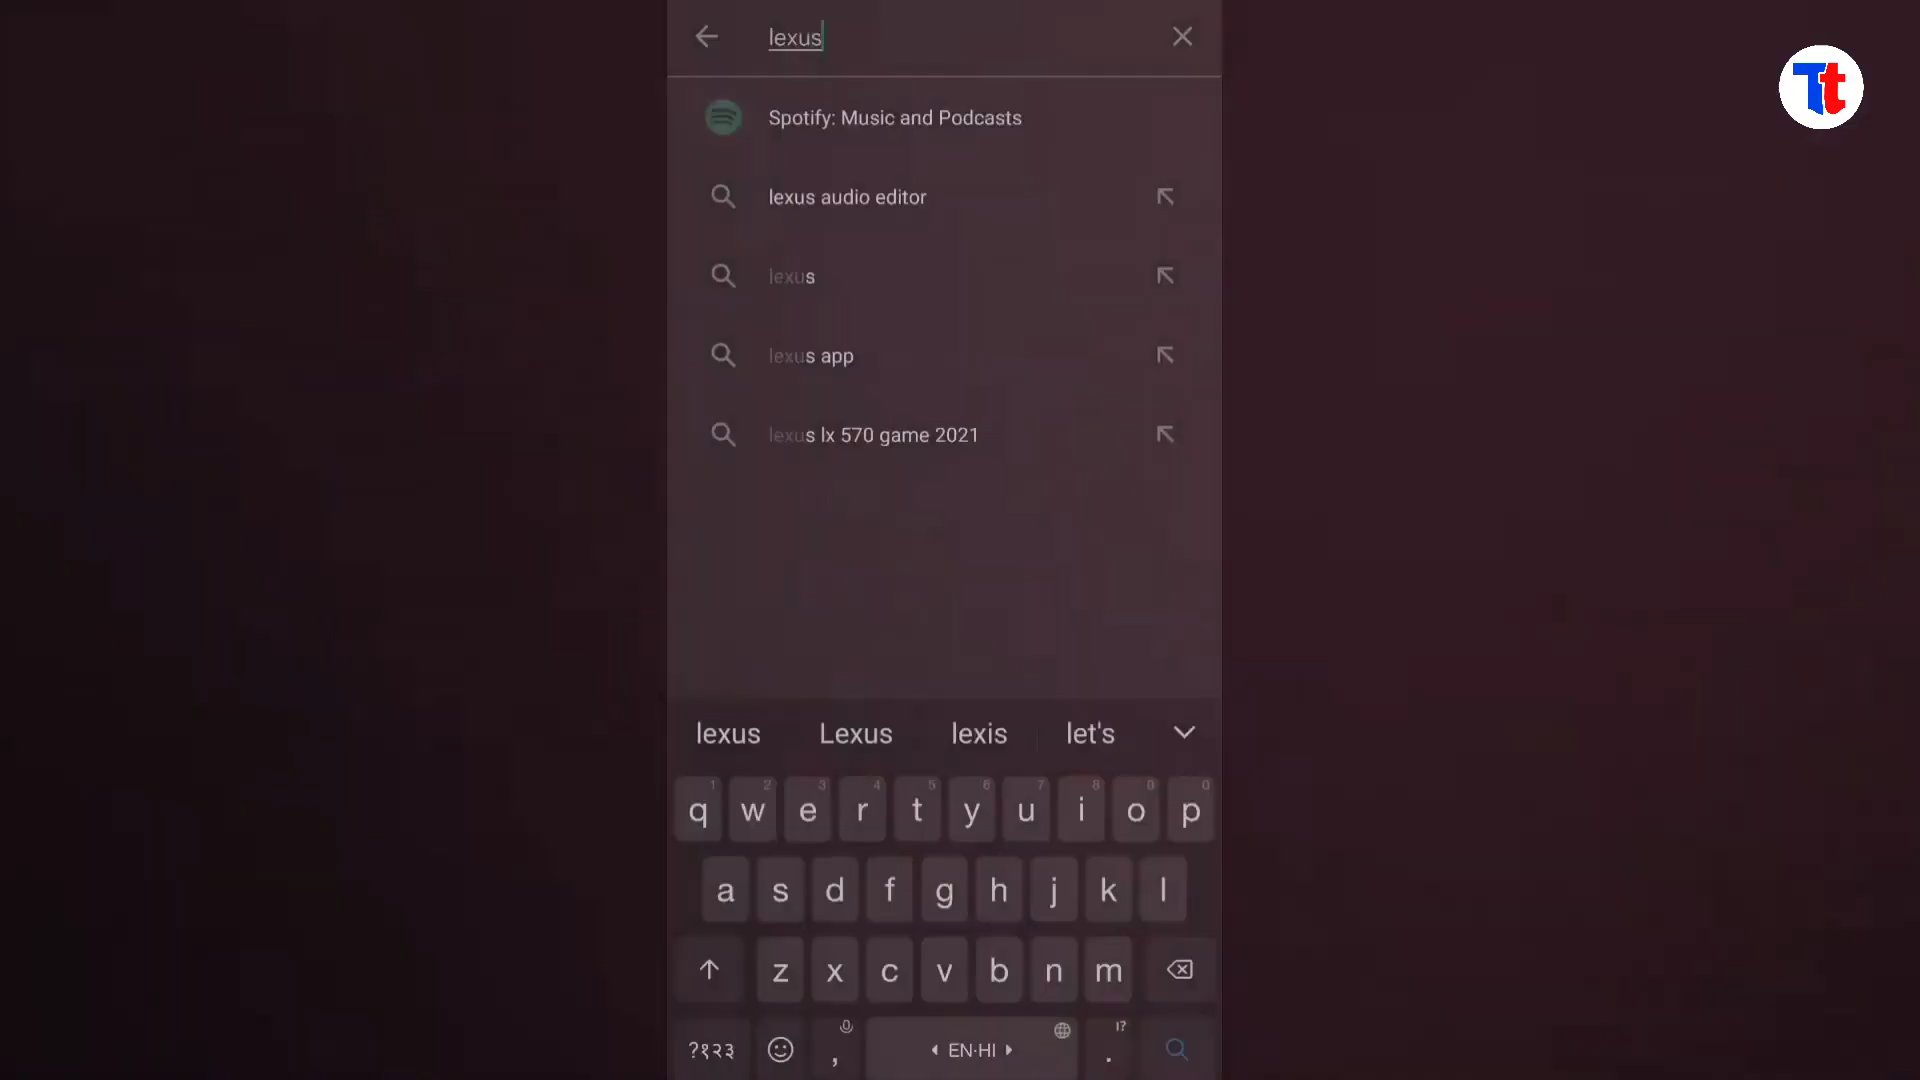 lexus
Tt
Spotify: Music and Podcasts
lexus audio editor
lexus
lexus app
lexus lx 570 game 2021
lexus Lexus lexis let's
1 2 3 4 5 6 7 8 9 0
q w e r t y u i o p
a s d f g h j k l
z x c v b n m
!?
?१२३ , EN·HI .